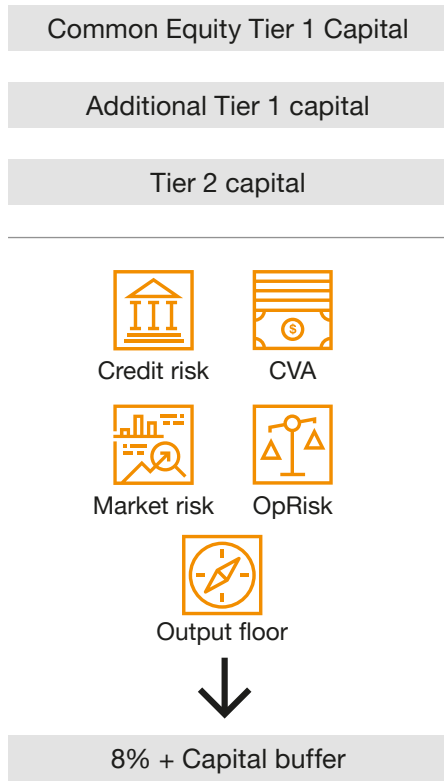 Common Equity Tier 1 Capital
Additional Tier 1 capital
Tier 2 capital
$
Credit risk
CVA
Market risk
OpRisk
Output floor
8% + Capital buffer